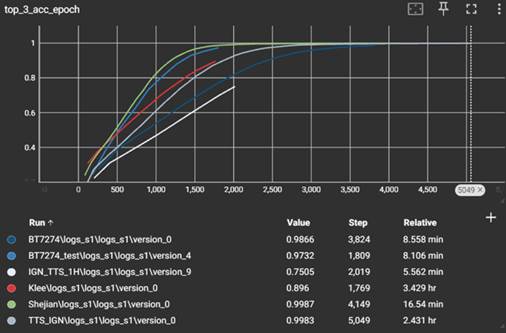 top_3_acc_epoch
1
0.8
0.6
0.4
0 500 1,000 1,500 2,000 2,500 3,000 3,500 4,000 4,500 5049
Run ↑ Value Step Relative
BT7274\logs_s1\logs_s1\version_0 0.9866 3,824 8.558 min
BT7274_test\logs_s1\logs_s1\version_4 0.9732 1,809 8.106 min
IGN_TTS_1H\logs_s1\logs_s1\version_9 0.7505 2,019 5.562 min
Klee\logs_s1\logs_s1\version_0 0.896 1,769 3.429 hr
Shejian\logs_s1\logs_s1\version_0 0.9987 4,149 16.54 min
TTS_IGN\logs_s1\logs_s1\version_0 0.9983 5,049 2.431 hr